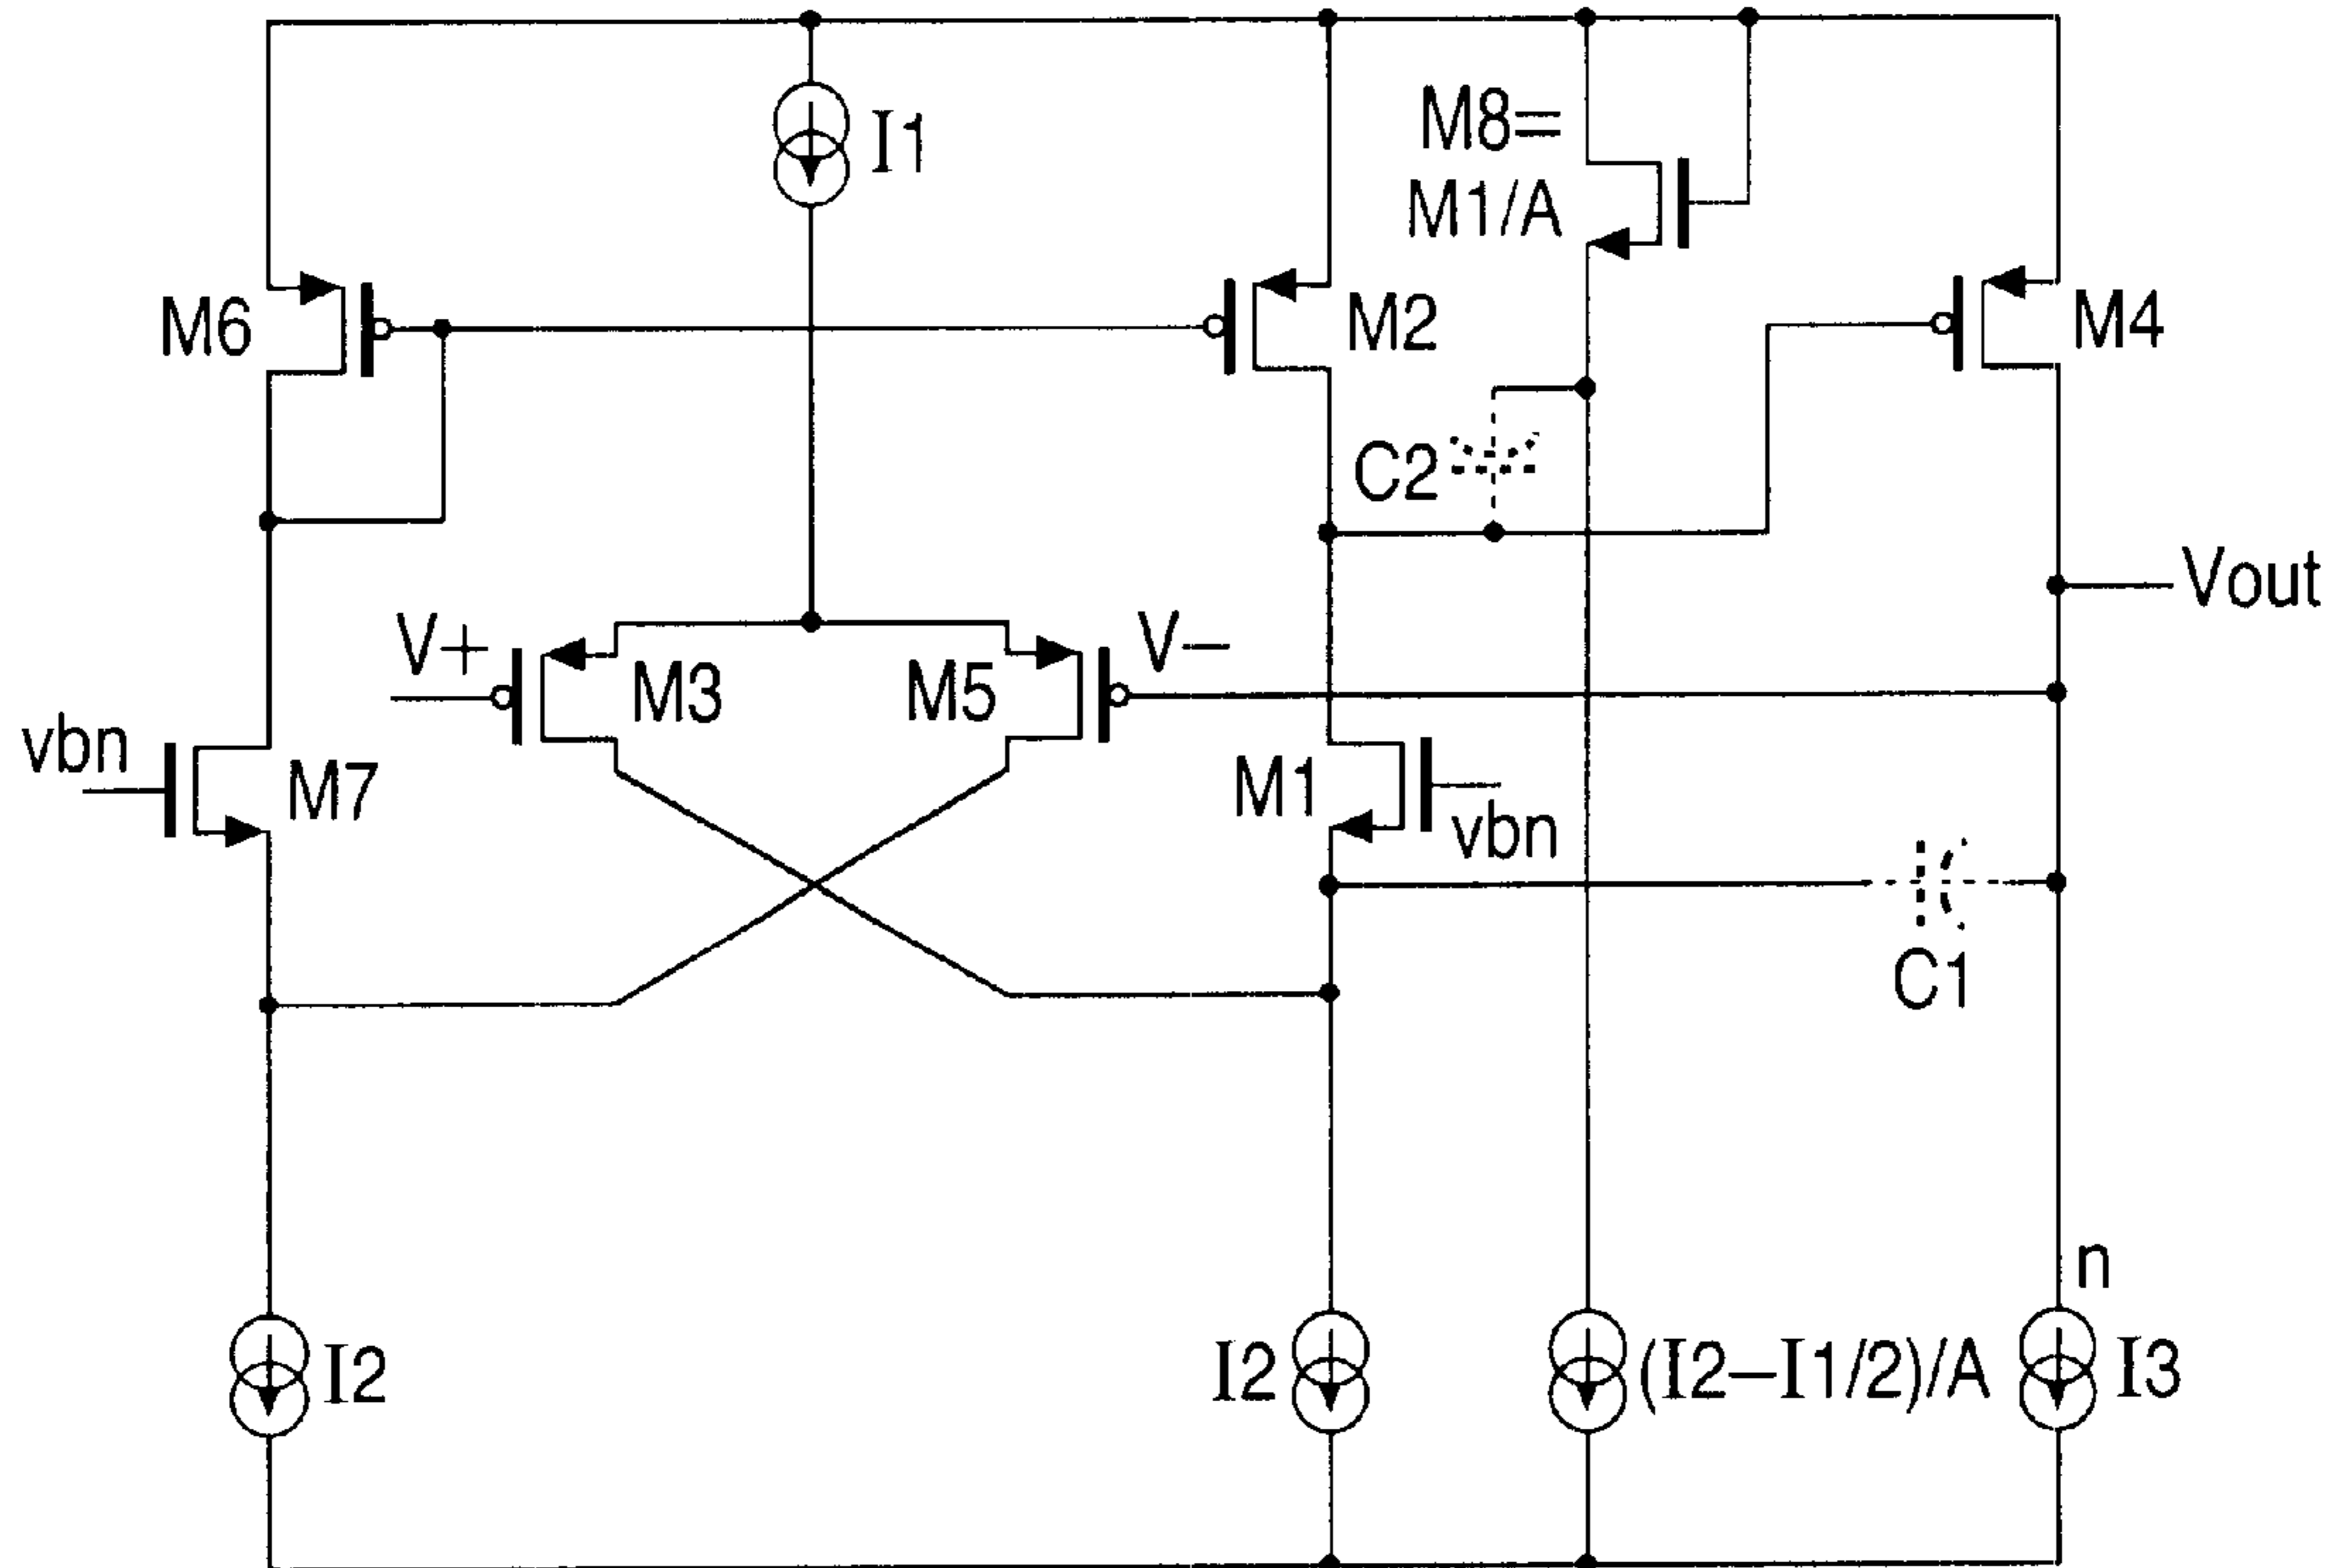 I1
M8=
M1/A
M6
M2
M4
C2
Vout
V+
V−
M3
M5
vbn
M7
M1
vbn
C1
n
I2
I2
(I2−I1/2)/A
I3